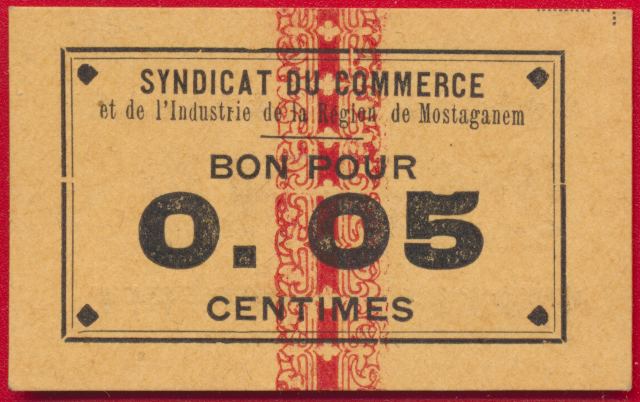 SYNDICAT DU COMMERCE
et de l'Industrie de la Région de Mostaganem
BON POUR
0.05
CENTIMES